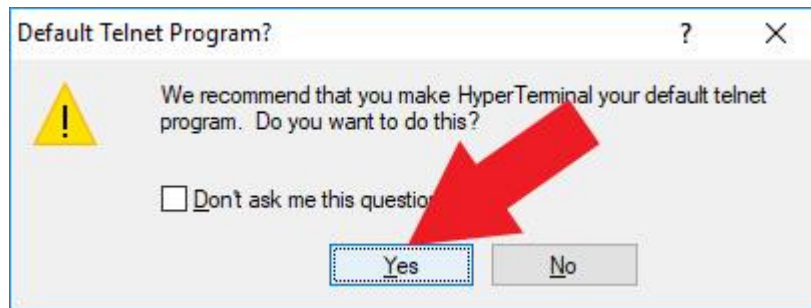 Default Telnet Program?
?
We recommend that you make HyperTerminal your default telnet
program. Do you want to do this?
Don't ask me this question
Yes
No